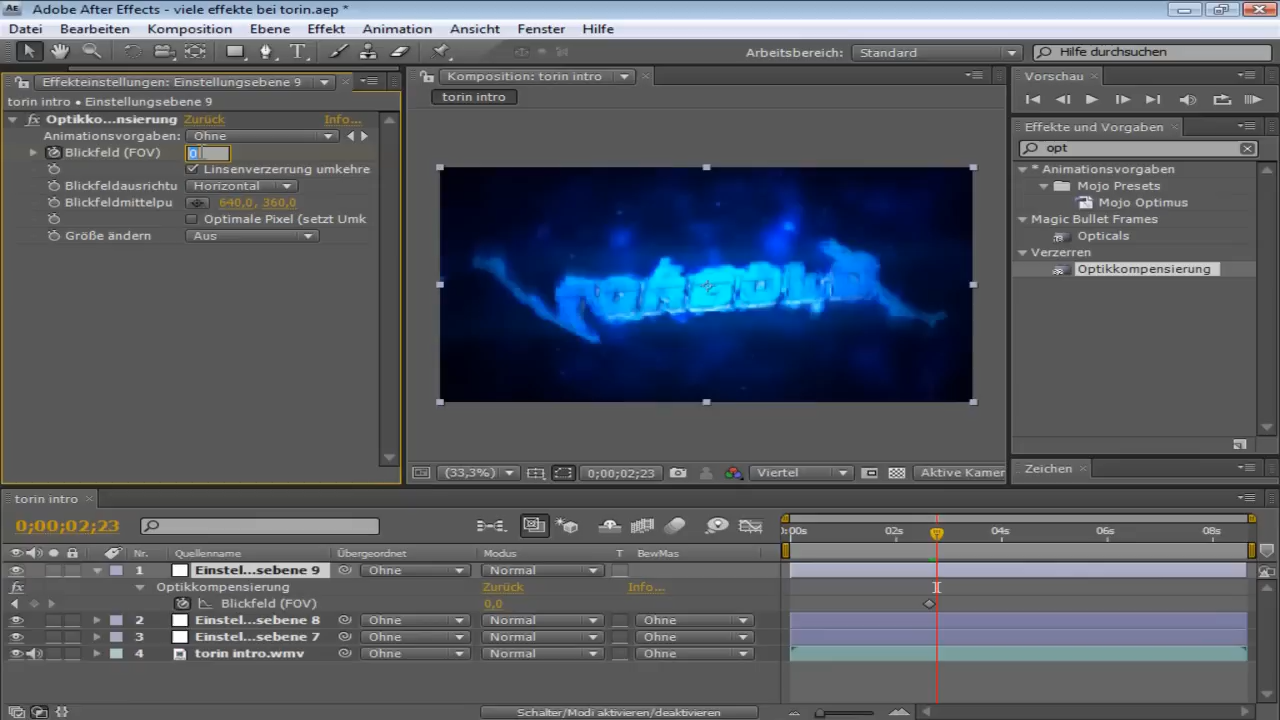 Adobe After Effects - viele effekte bei torin.aep *
Datei Bearbeiten Komposition Ebene Effekt Animation Ansicht Fenster Hilfe
Arbeitsbereich: Standard Hilfe durchsuchen
Effekteinstellungen: Einstellungsebene 9
torin intro • Einstellungsebene 9
fx Optikko...nsierung Zurück Info...
Animationsvorgaben: Ohne
Blickfeld (FOV) 0
Linsenverzerrung umkehre
Blickfeldausrichtu Horizontal
Blickfeldmittelpu 640,0, 360,0
Optimale Pixel (setzt Umk
Größe ändern Aus
Komposition: torin intro
torin intro
(33,3%) 0;00;02;23 Viertel Aktive Kamer
Vorschau
Effekte und Vorgaben
opt
* Animationsvorgaben
Mojo Presets
Mojo Optimus
Magic Bullet Frames
Opticals
Verzerren
Optikkompensierung
Zeichen
torin intro
0;00;02;23
:00s 02s 04s 06s 08s
Nr. Quellenname Übergeordnet Modus T BewMas
1 Einstel...sebene 9 Ohne Normal
fx Optikkompensierung Zurück Info...
Blickfeld (FOV) 0,0
2 Einstel...sebene 8 Ohne Normal Ohne
3 Einstel...sebene 7 Ohne Normal Ohne
4 torin intro.wmv Ohne Normal Ohne
Schalter/Modi aktivieren/deaktivieren